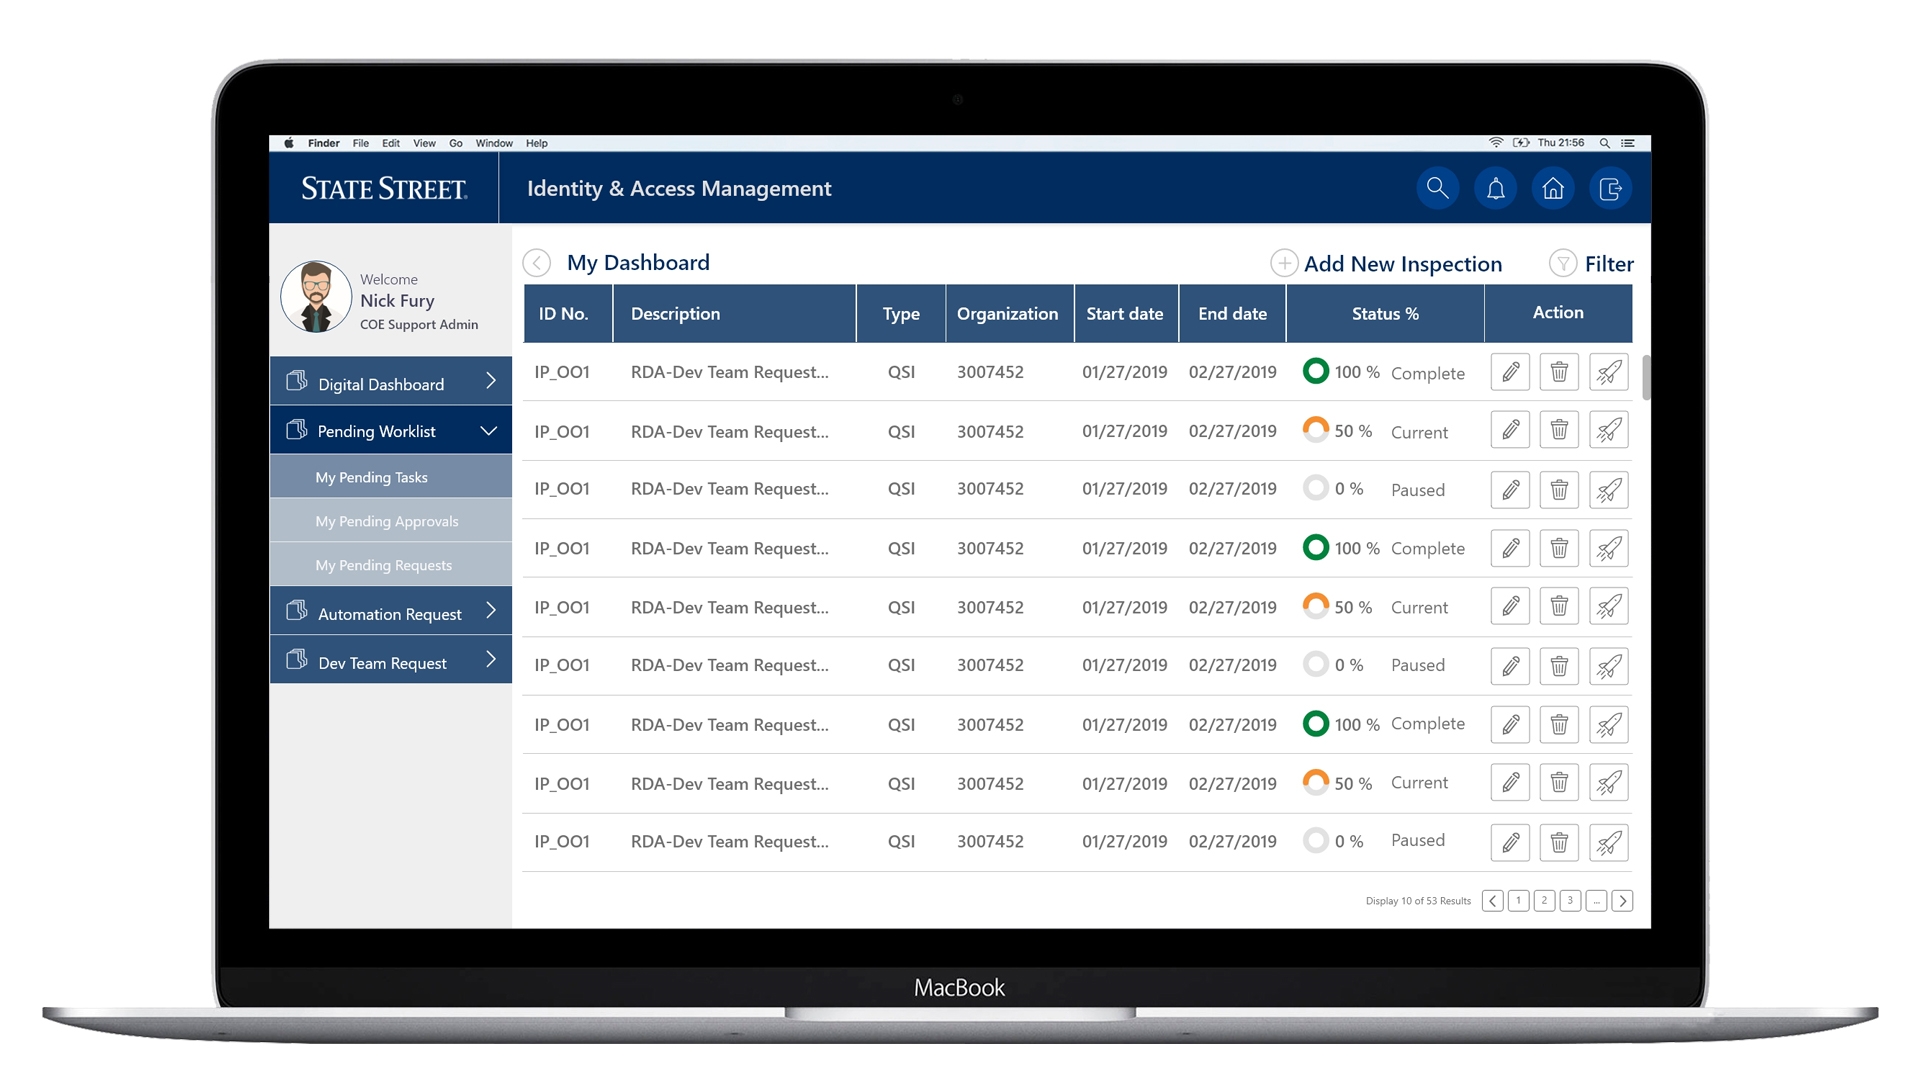 Finder File Edit View Go Window Help Thu 21:56
STATE STREET. Identity & Access Management
Welcome
Nick Fury
COE Support Admin
Digital Dashboard
Pending Worklist
My Pending Tasks
My Pending Approvals
My Pending Requests
Automation Request
Dev Team Request
My Dashboard Add New Inspection Filter
ID No. Description Type Organization Start date End date Status % Action
IP_OO1 RDA-Dev Team Request... QSI 3007452 01/27/2019 02/27/2019 100 % Complete
IP_OO1 RDA-Dev Team Request... QSI 3007452 01/27/2019 02/27/2019 50 % Current
IP_OO1 RDA-Dev Team Request... QSI 3007452 01/27/2019 02/27/2019 0 % Paused
IP_OO1 RDA-Dev Team Request... QSI 3007452 01/27/2019 02/27/2019 100 % Complete
IP_OO1 RDA-Dev Team Request... QSI 3007452 01/27/2019 02/27/2019 50 % Current
IP_OO1 RDA-Dev Team Request... QSI 3007452 01/27/2019 02/27/2019 0 % Paused
IP_OO1 RDA-Dev Team Request... QSI 3007452 01/27/2019 02/27/2019 100 % Complete
IP_OO1 RDA-Dev Team Request... QSI 3007452 01/27/2019 02/27/2019 50 % Current
IP_OO1 RDA-Dev Team Request... QSI 3007452 01/27/2019 02/27/2019 0 % Paused
Display 10 of 53 Results 1 2 3 ...
MacBook